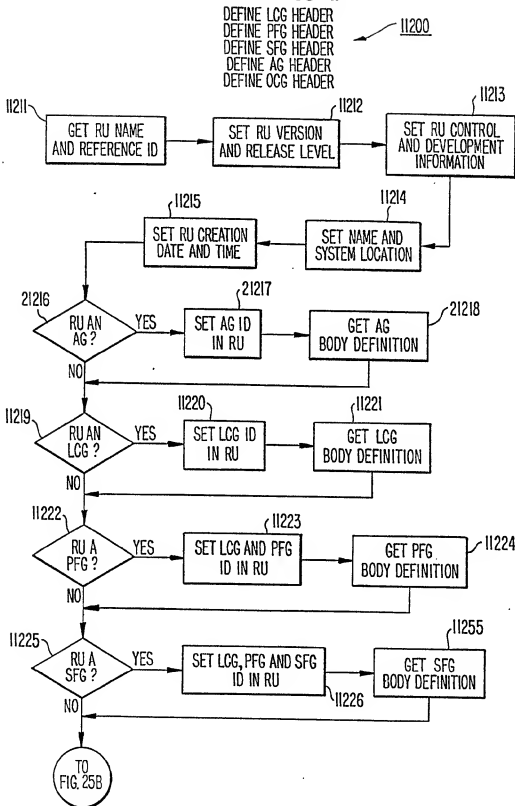 DEFINE LCG HEADER
DEFINE PFG HEADER
DEFINE SFG HEADER
DEFINE AG HEADER
DEFINE OCG HEADER
11200
11211
GET RU NAME
AND REFERENCE ID
11212
SET RU VERSION
AND RELEASE LEVEL
11213
SET RU CONTROL
AND DEVELOPMENT
INFORMATION
11214
SET NAME AND
SYSTEM LOCATION
11215
SET RU CREATION
DATE AND TIME
21216
RU AN
AG ?
YES
NO
21217
SET AG ID
IN RU
21218
GET AG
BODY DEFINITION
11219
RU AN
LCG ?
YES
NO
11220
SET LCG ID
IN RU
11221
GET LCG
BODY DEFINITION
11222
RU A
PFG ?
YES
NO
11223
SET LCG AND PFG
ID IN RU
11224
GET PFG
BODY DEFINITION
11225
RU A
SFG ?
YES
NO
SET LCG, PFG AND SFG
ID IN RU
11226
11255
GET SFG
BODY DEFINITION
TO
FIG. 25B